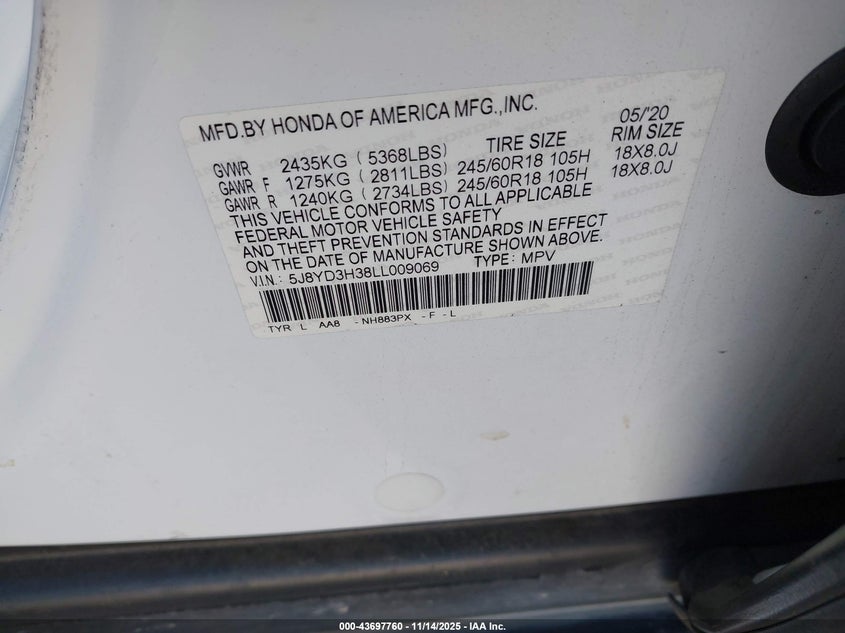 MFD.BY HONDA OF AMERICA MFG.,INC. 05/'20
TIRE SIZE RIM SIZE
GVWR 2435KG ( 5368LBS)
GAWR F 1275KG ( 2811LBS) 245/60R18 105H 18X8.0J
GAWR R 1240KG ( 2734LBS) 245/60R18 105H 18X8.0J
THIS VEHICLE CONFORMS TO ALL APPLICABLE
FEDERAL MOTOR VEHICLE SAFETY
AND THEFT PREVENTION STANDARDS IN EFFECT
ON THE DATE OF MANUFACTURE SHOWN ABOVE.
V.I.N.: 5J8YD3H38LL009069 TYPE: MPV
TYR L AA8 -NH883PX -F -L
000-43697760 - 11/14/2025 - IAA Inc.